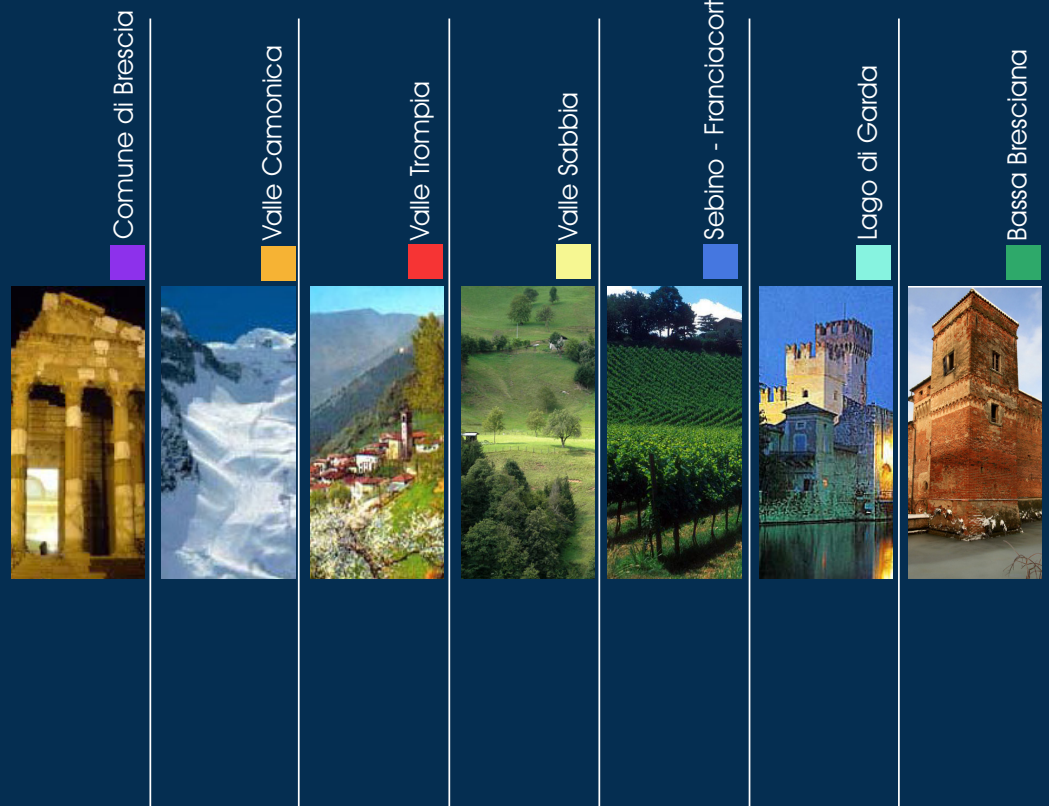 Comune di Brescia
Valle Camonica
Valle Trompia
Valle Sabbia
Sebino - Franciacort
Lago di Garda
Bassa Bresciana